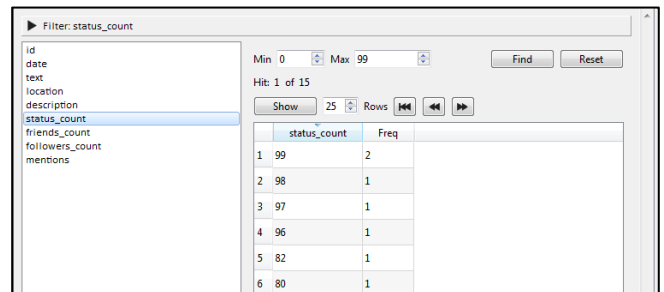 Filter: status_count
id
date
text
location
description
status_count
friends_count
followers_count
mentions
Min 0 Max 99 Find Reset
Hit: 1 of 15
Show 25 Rows
status_count Freq
1 99 2
2 98 1
3 97 1
4 96 1
5 82 1
6 80 1